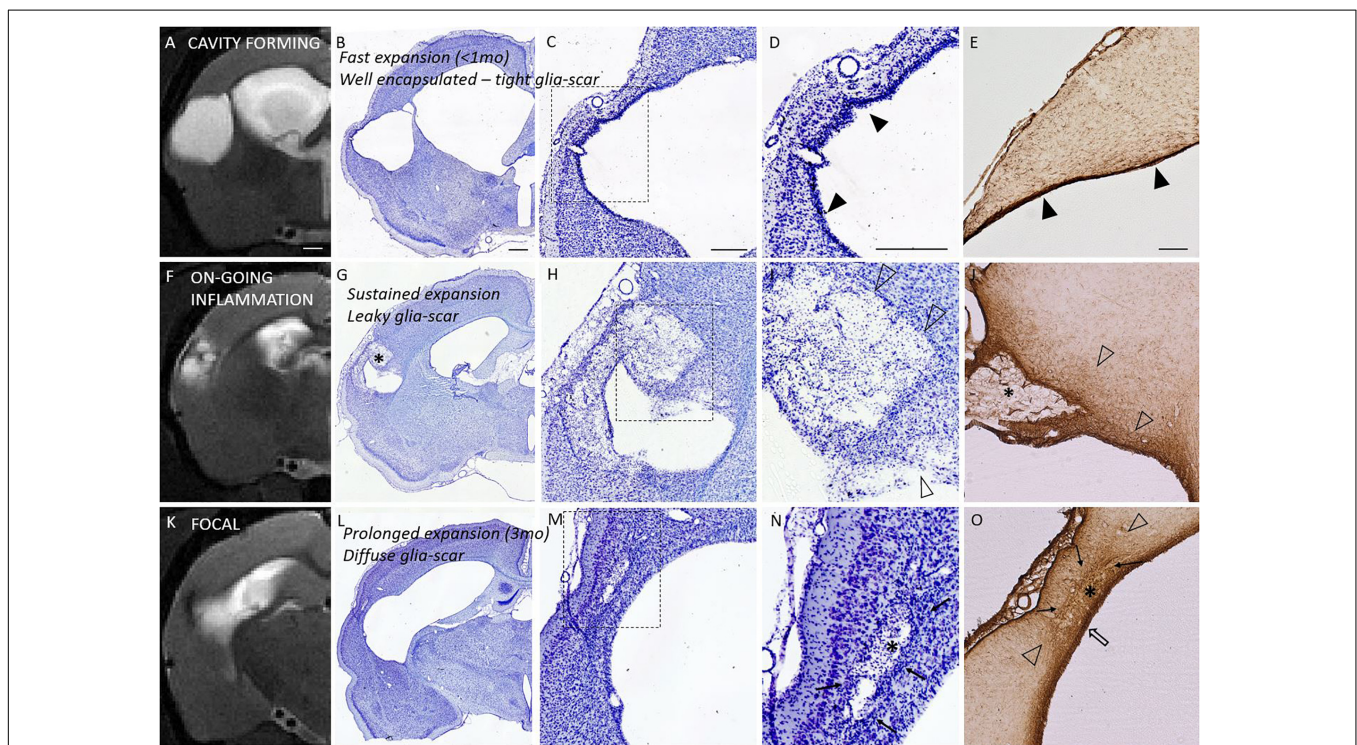 A CAVITY FORMING
B
Fast expansion (<1mo)
Well encapsulated – tight glia-scar
C
D
E
F ON-GOING
INFLAMMATION
G
Sustained expansion
Leaky glia-scar
*
H
I
J
*
K FOCAL
L
Prolonged expansion (3mo)
Diffuse glia-scar
M
N
*
O
*